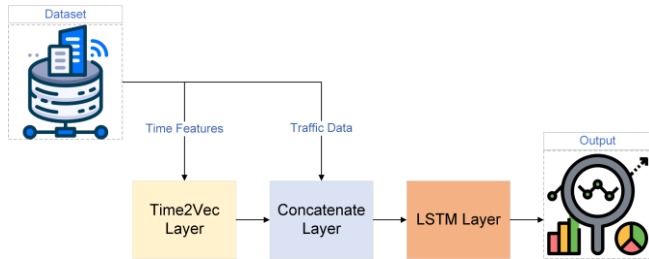 Dataset
Time Features
Traffic Data
Output
Time2Vec
Layer
Concatenate
Layer
LSTM Layer